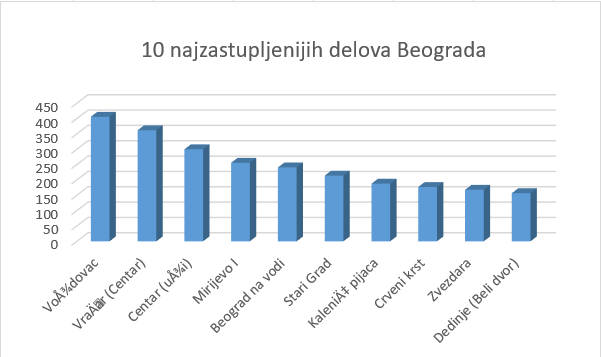 10 najzastupljenijih delova Beograda
450
400
350
300
250
200
150
100
50
0
VoÅ¾dovac
VraÄar (Centar)
Centar (uÅ¾i)
Mirijevo I
Beograd na vodi
Stari Grad
KaleniÄ‡ pijaca
Crveni krst
Zvezdara
Dedinje (Beli dvor)